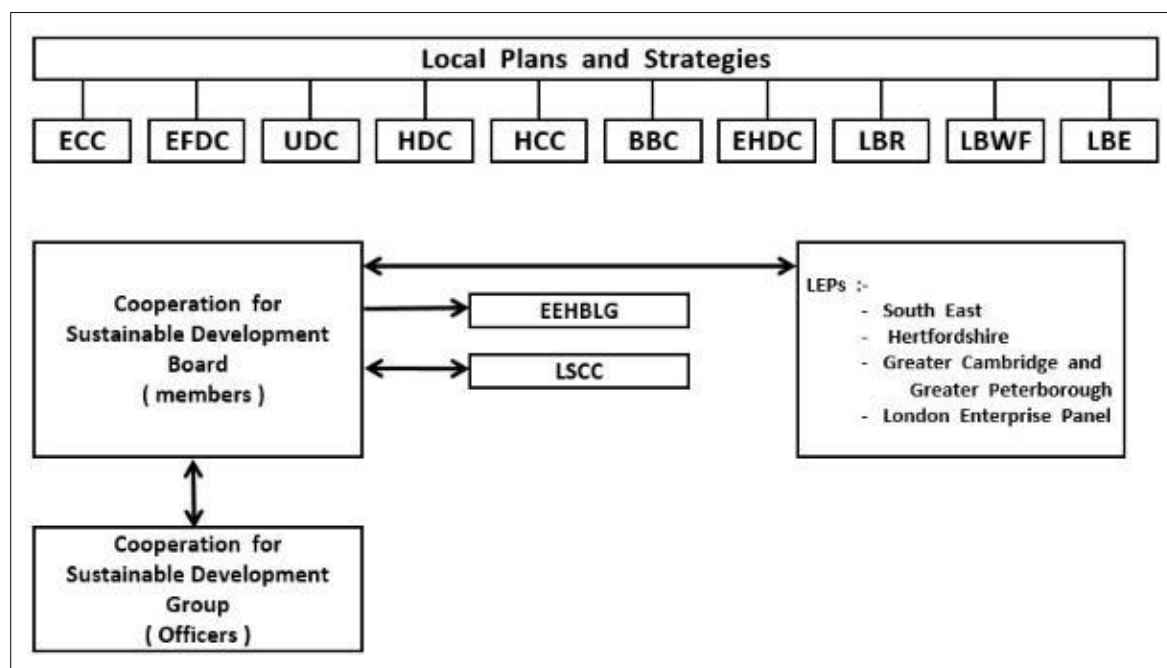 Local Plans and Strategies
ECC
EFDC
UDC
HDC
HCC
BBC
EHDC
LBR
LBWF
LBE
Cooperation for
Sustainable Development
Board
( members )
EEHBLG
LSCC
LEPs :-
- South East
- Hertfordshire
- Greater Cambridge and
Greater Peterborough
- London Enterprise Panel
Cooperation for
Sustainable Development
Group
( Officers )